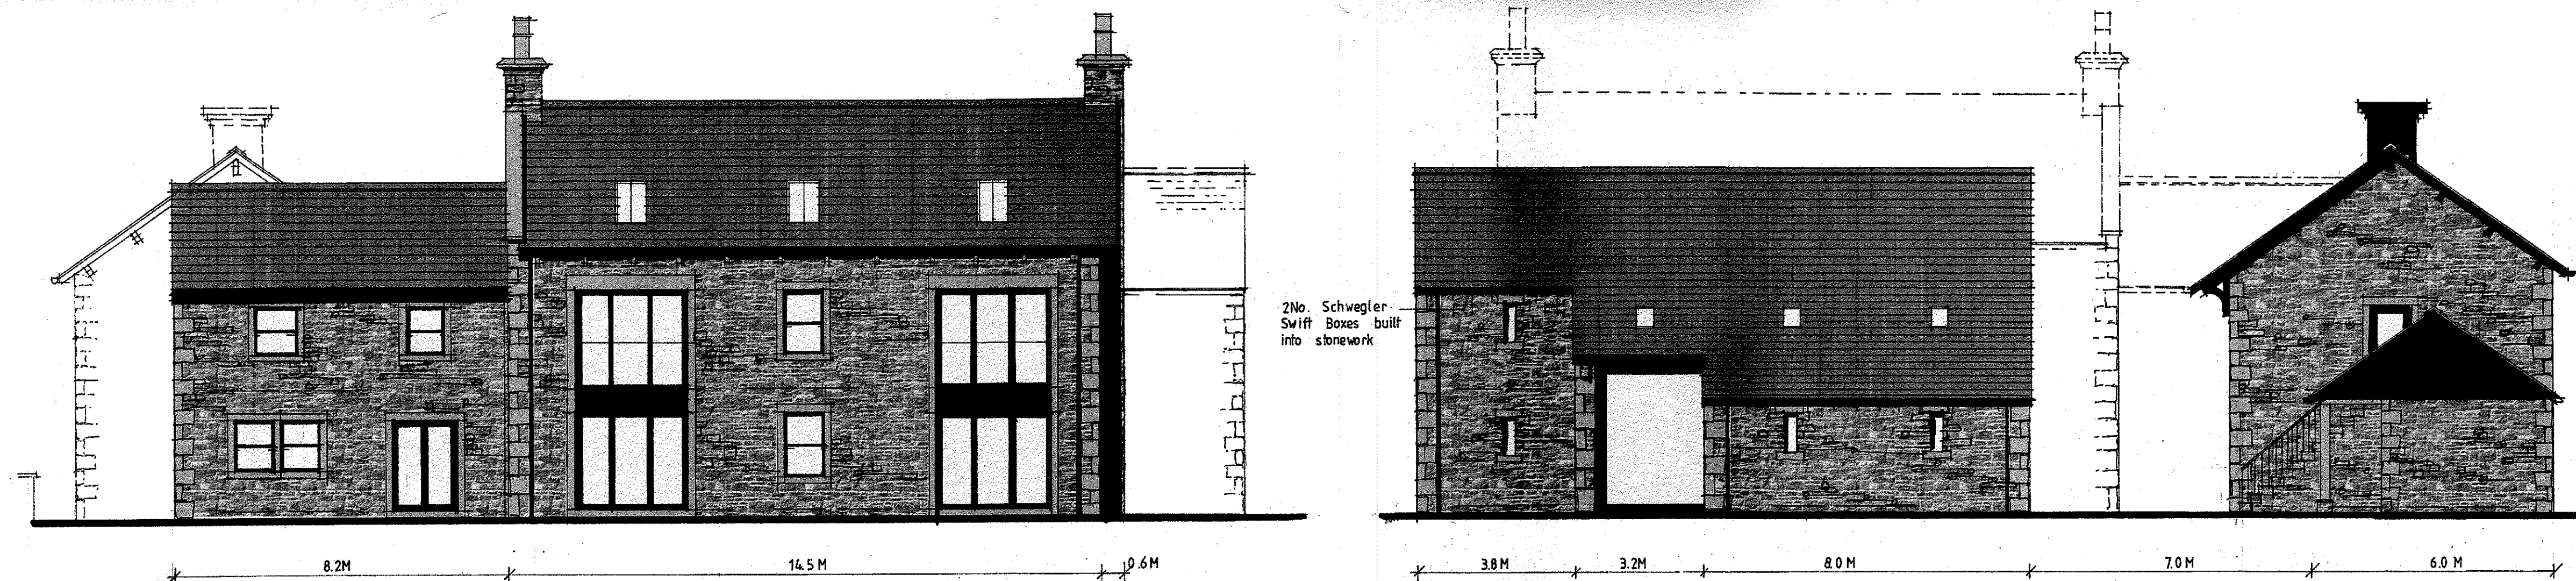 2No. Schwegler
Swift Boxes built
into stonework
8.2M
14.5 M
0.6M
3.8 M
3.2M
8.0 M
7.0 M
6.0 M